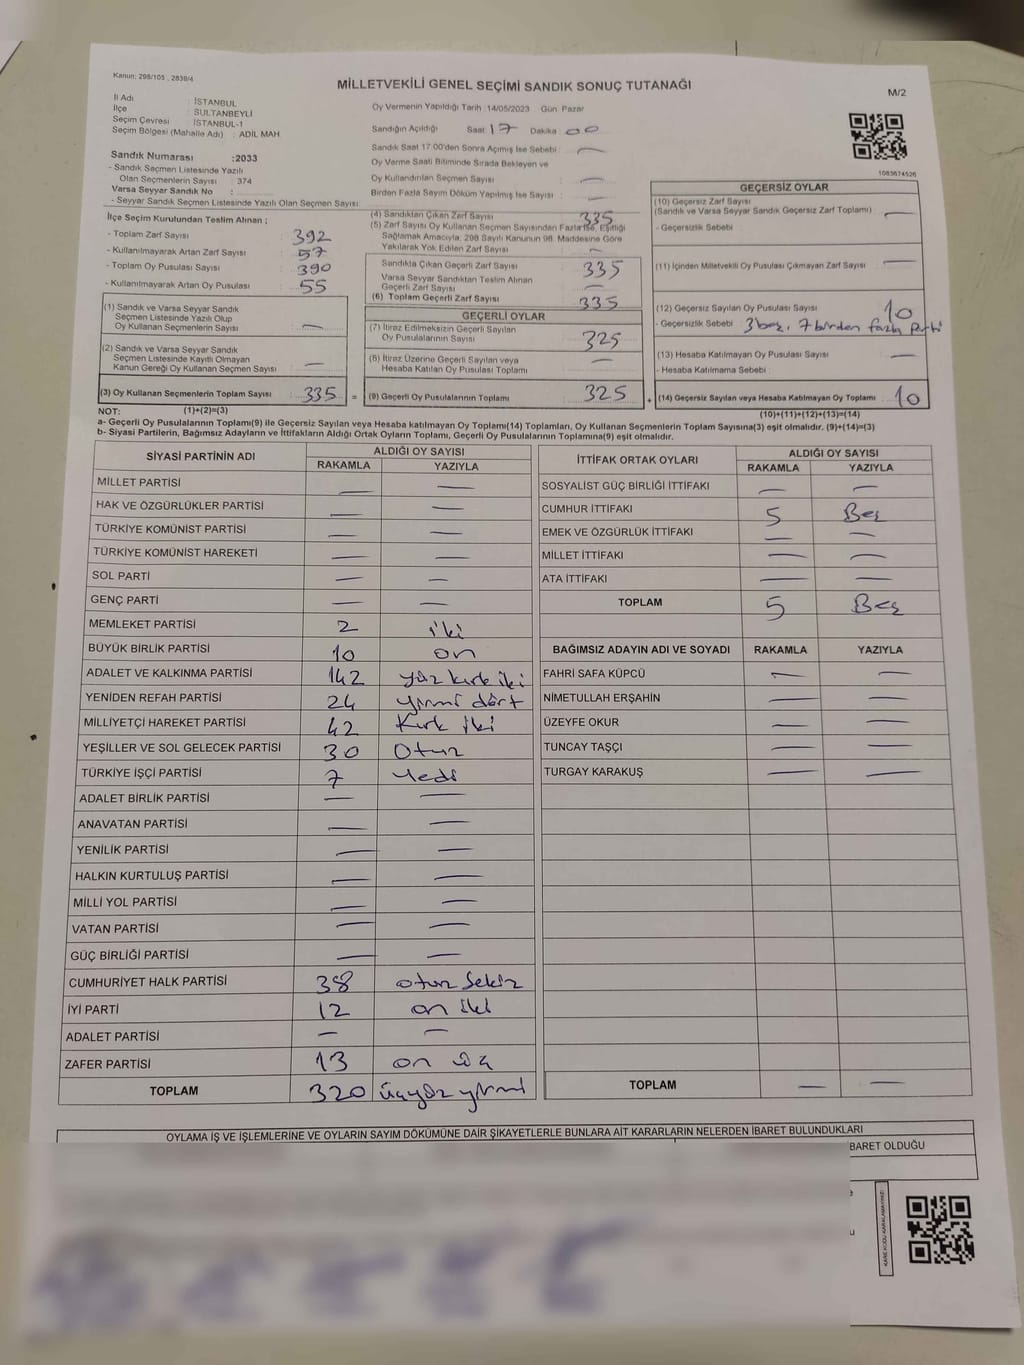 Kanun: 298/105 , 2839/4
MİLLETVEKİLİ GENEL SEÇİMİ SANDIK SONUÇ TUTANAĞI
M/2
İl Adı : İSTANBUL
İlçe : SULTANBEYLİ
Seçim Çevresi : İSTANBUL-1
Seçim Bölgesi (Mahalle Adı) : ADİL MAH
Sandık Numarası :2033
- Sandık Seçmen Listesinde Yazılı
Olan Seçmenlerin Sayısı : 374
Varsa Seyyar Sandık No :
- Seyyar Sandık Seçmen Listesinde Yazılı Olan Seçmen Sayısı:
Oy Vermenin Yapıldığı Tarih :14/05/2023 Gün Pazar
Sandığın Açıldığı Saat 17 Dakika 00
Sandık Saat 17:00'den Sonra Açımış İse Sebebi : —
Oy Verme Saati Bitiminde Sırada Bekleyen ve
Oy Kullandırılan Seçmen Sayısı : —
Birden Fazla Sayım Döküm Yapılmış İse Sayısı : —
1083674526
İlçe Seçim Kurulundan Teslim Alınan ;
- Toplam Zarf Sayısı : 392
- Kullanılmayarak Artan Zarf Sayısı : 57
- Toplam Oy Pusulası Sayısı : 390
- Kullanılmayarak Artan Oy Pusulası : 55
(1) Sandık ve Varsa Seyyar Sandık
Seçmen Listesinde Yazılı Olup
Oy Kullanan Seçmenlerin Sayısı : —
(2) Sandık ve Varsa Seyyar Sandık
Seçmen Listesinde Kayıtlı Olmayan
Kanun Gereği Oy Kullanan Seçmen Sayısı : —
(3) Oy Kullanan Seçmenlerin Toplam Sayısı : 335 =
(4) Sandıktan Çıkan Zarf Sayısı : 335
(5) Zarf Sayısı Oy Kullanan Seçmen Sayısından Fazla İse, Eşitliği
Sağlamak Amacıyla, 298 Sayılı Kanunun 98. Maddesine Göre
Yakılarak Yok Edilen Zarf Sayısı : —
Sandıkta Çıkan Geçerli Zarf Sayısı : 335
Varsa Seyyar Sandıktan Teslim Alınan
Geçerli Zarf Sayısı : —
(6) Toplam Geçerli Zarf Sayısı : 335
GEÇERLİ OYLAR
(7) İtiraz Edilmeksizin Geçerli Sayılan
Oy Pusulalarının Sayısı : 325
(8) İtiraz Üzerine Geçerli Sayılan veya
Hesaba Katılan Oy Pusulası Toplamı : —
(9) Geçerli Oy Pusulalarının Toplamı : 325 +
GEÇERSİZ OYLAR
(10) Geçersiz Zarf Sayısı
(Sandık ve Varsa Seyyar Sandık Geçersiz Zarf Toplamı) : —
- Geçersizlik Sebebi :
(11) İçinden Milletvekili Oy Pusulası Çıkmayan Zarf Sayısı : —
(12) Geçersiz Sayılan Oy Pusulası Sayısı : 10
- Geçersizlik Sebebi : 3 boş, 7 birden fazla parti
(13) Hesaba Katılmayan Oy Pusulası Sayısı : —
- Hesaba Katılmama Sebebi :
(14) Geçersiz Sayılan veya Hesaba Katılmayan Oy Toplamı : 10
NOT: (1)+(2)=(3)
(10)+(11)+(12)+(13)=(14)
a- Geçerli Oy Pusulalarının Toplamı(9) ile Geçersiz Sayılan veya Hesaba katılmayan Oy Toplamı(14) Toplamları, Oy Kullanan Seçmenlerin Toplam Sayısına(3) eşit olmalıdır. (9)+(14)=(3)
b- Siyasi Partilerin, Bağımsız Adayların ve İttifakların Aldığı Ortak Oyların Toplamı, Geçerli Oy Pusulalarının Toplamına(9) eşit olmalıdır.
SİYASİ PARTİNİN ADI ALDIĞI OY SAYISI
RAKAMLA YAZIYLA
MİLLET PARTİSİ — —
HAK VE ÖZGÜRLÜKLER PARTİSİ — —
TÜRKİYE KOMÜNİST PARTİSİ — —
TÜRKİYE KOMÜNİST HAREKETİ — —
SOL PARTİ — —
GENÇ PARTİ — —
MEMLEKET PARTİSİ 2 iki
BÜYÜK BİRLİK PARTİSİ 10 on
ADALET VE KALKINMA PARTİSİ 142 yüz kırk iki
YENİDEN REFAH PARTİSİ 24 yirmi dört
MİLLİYETÇİ HAREKET PARTİSİ 42 Kırk iki
YEŞİLLER VE SOL GELECEK PARTİSİ 30 Otuz
TÜRKİYE İŞÇİ PARTİSİ 7 Yedi
ADALET BİRLİK PARTİSİ — —
ANAVATAN PARTİSİ — —
YENİLİK PARTİSİ — —
HALKIN KURTULUŞ PARTİSİ — —
MİLLİ YOL PARTİSİ — —
VATAN PARTİSİ — —
GÜÇ BİRLİĞİ PARTİSİ — —
CUMHURİYET HALK PARTİSİ 38 otuz Sekiz
İYİ PARTİ 12 on iki
ADALET PARTİSİ — —
ZAFER PARTİSİ 13 on üç
TOPLAM 320 üçyüz yirmi
İTTİFAK ORTAK OYLARI ALDIĞI OY SAYISI
RAKAMLA YAZIYLA
SOSYALİST GÜÇ BİRLİĞİ İTTİFAKI — —
CUMHUR İTTİFAKI 5 Beş
EMEK VE ÖZGÜRLÜK İTTİFAKI — —
MİLLET İTTİFAKI — —
ATA İTTİFAKI — —
TOPLAM 5 Beş
BAĞIMSIZ ADAYIN ADI VE SOYADI RAKAMLA YAZIYLA
FAHRİ SAFA KÜPCÜ — —
NİMETULLAH ERŞAHİN — —
ÜZEYFE OKUR — —
TUNCAY TAŞÇI — —
TURGAY KARAKUŞ — —
TOPLAM — —
OYLAMA İŞ VE İŞLEMLERİNE VE OYLARIN SAYIM DÖKÜMÜNE DAİR ŞİKAYETLERLE BUNLARA AİT KARARLARIN NELERDEN İBARET BULUNDUKLARI
BARET OLDUĞU
KARE KODU KARALAMAYINIZ!